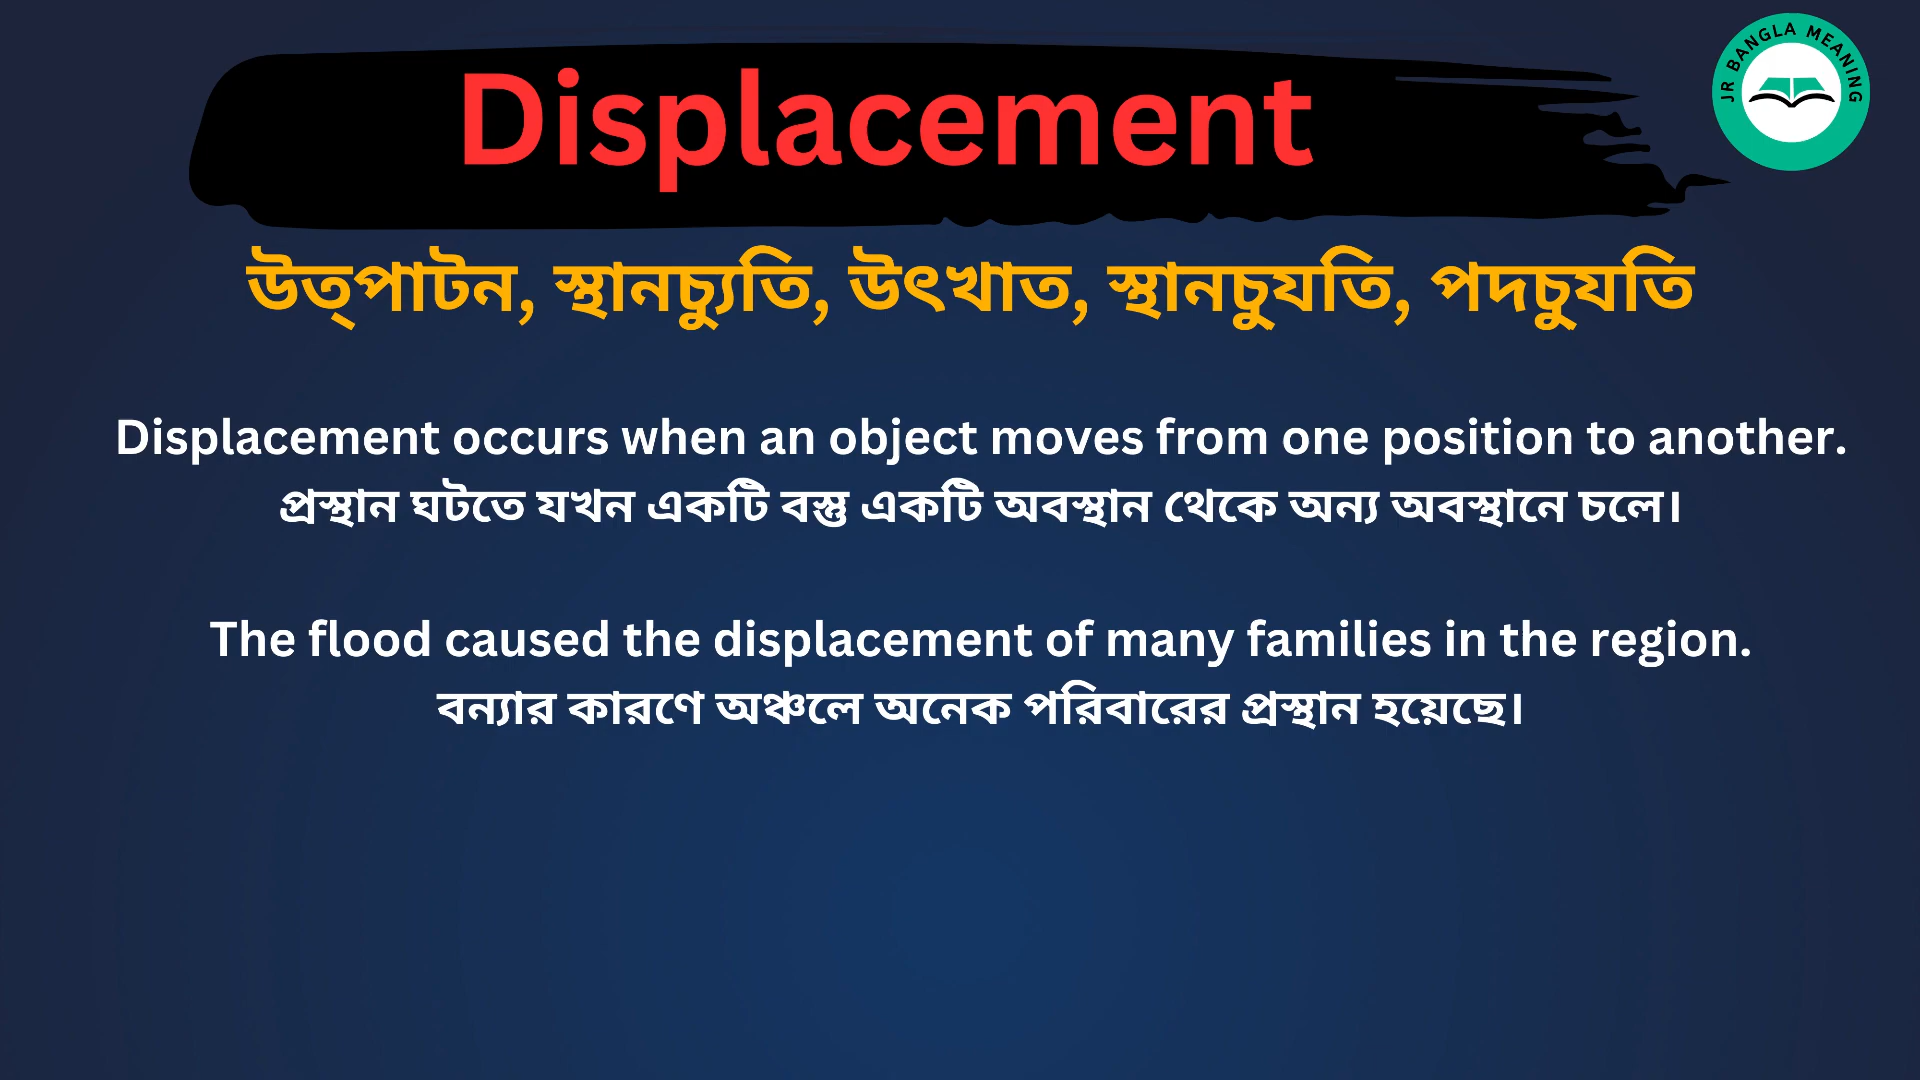 Displacement
JR BANGLA MEANING
উত্‌পাটন, স্থানচ্যুতি, উৎখাত, স্থানচু্যতি, পদচু্যতি
Displacement occurs when an object moves from one position to another.
প্রস্থান ঘটতে যখন একটি বস্তু একটি অবস্থান থেকে অন্য অবস্থানে চলে।
The flood caused the displacement of many families in the region.
বন্যার কারণে অঞ্চলে অনেক পরিবারের প্রস্থান হয়েছে।